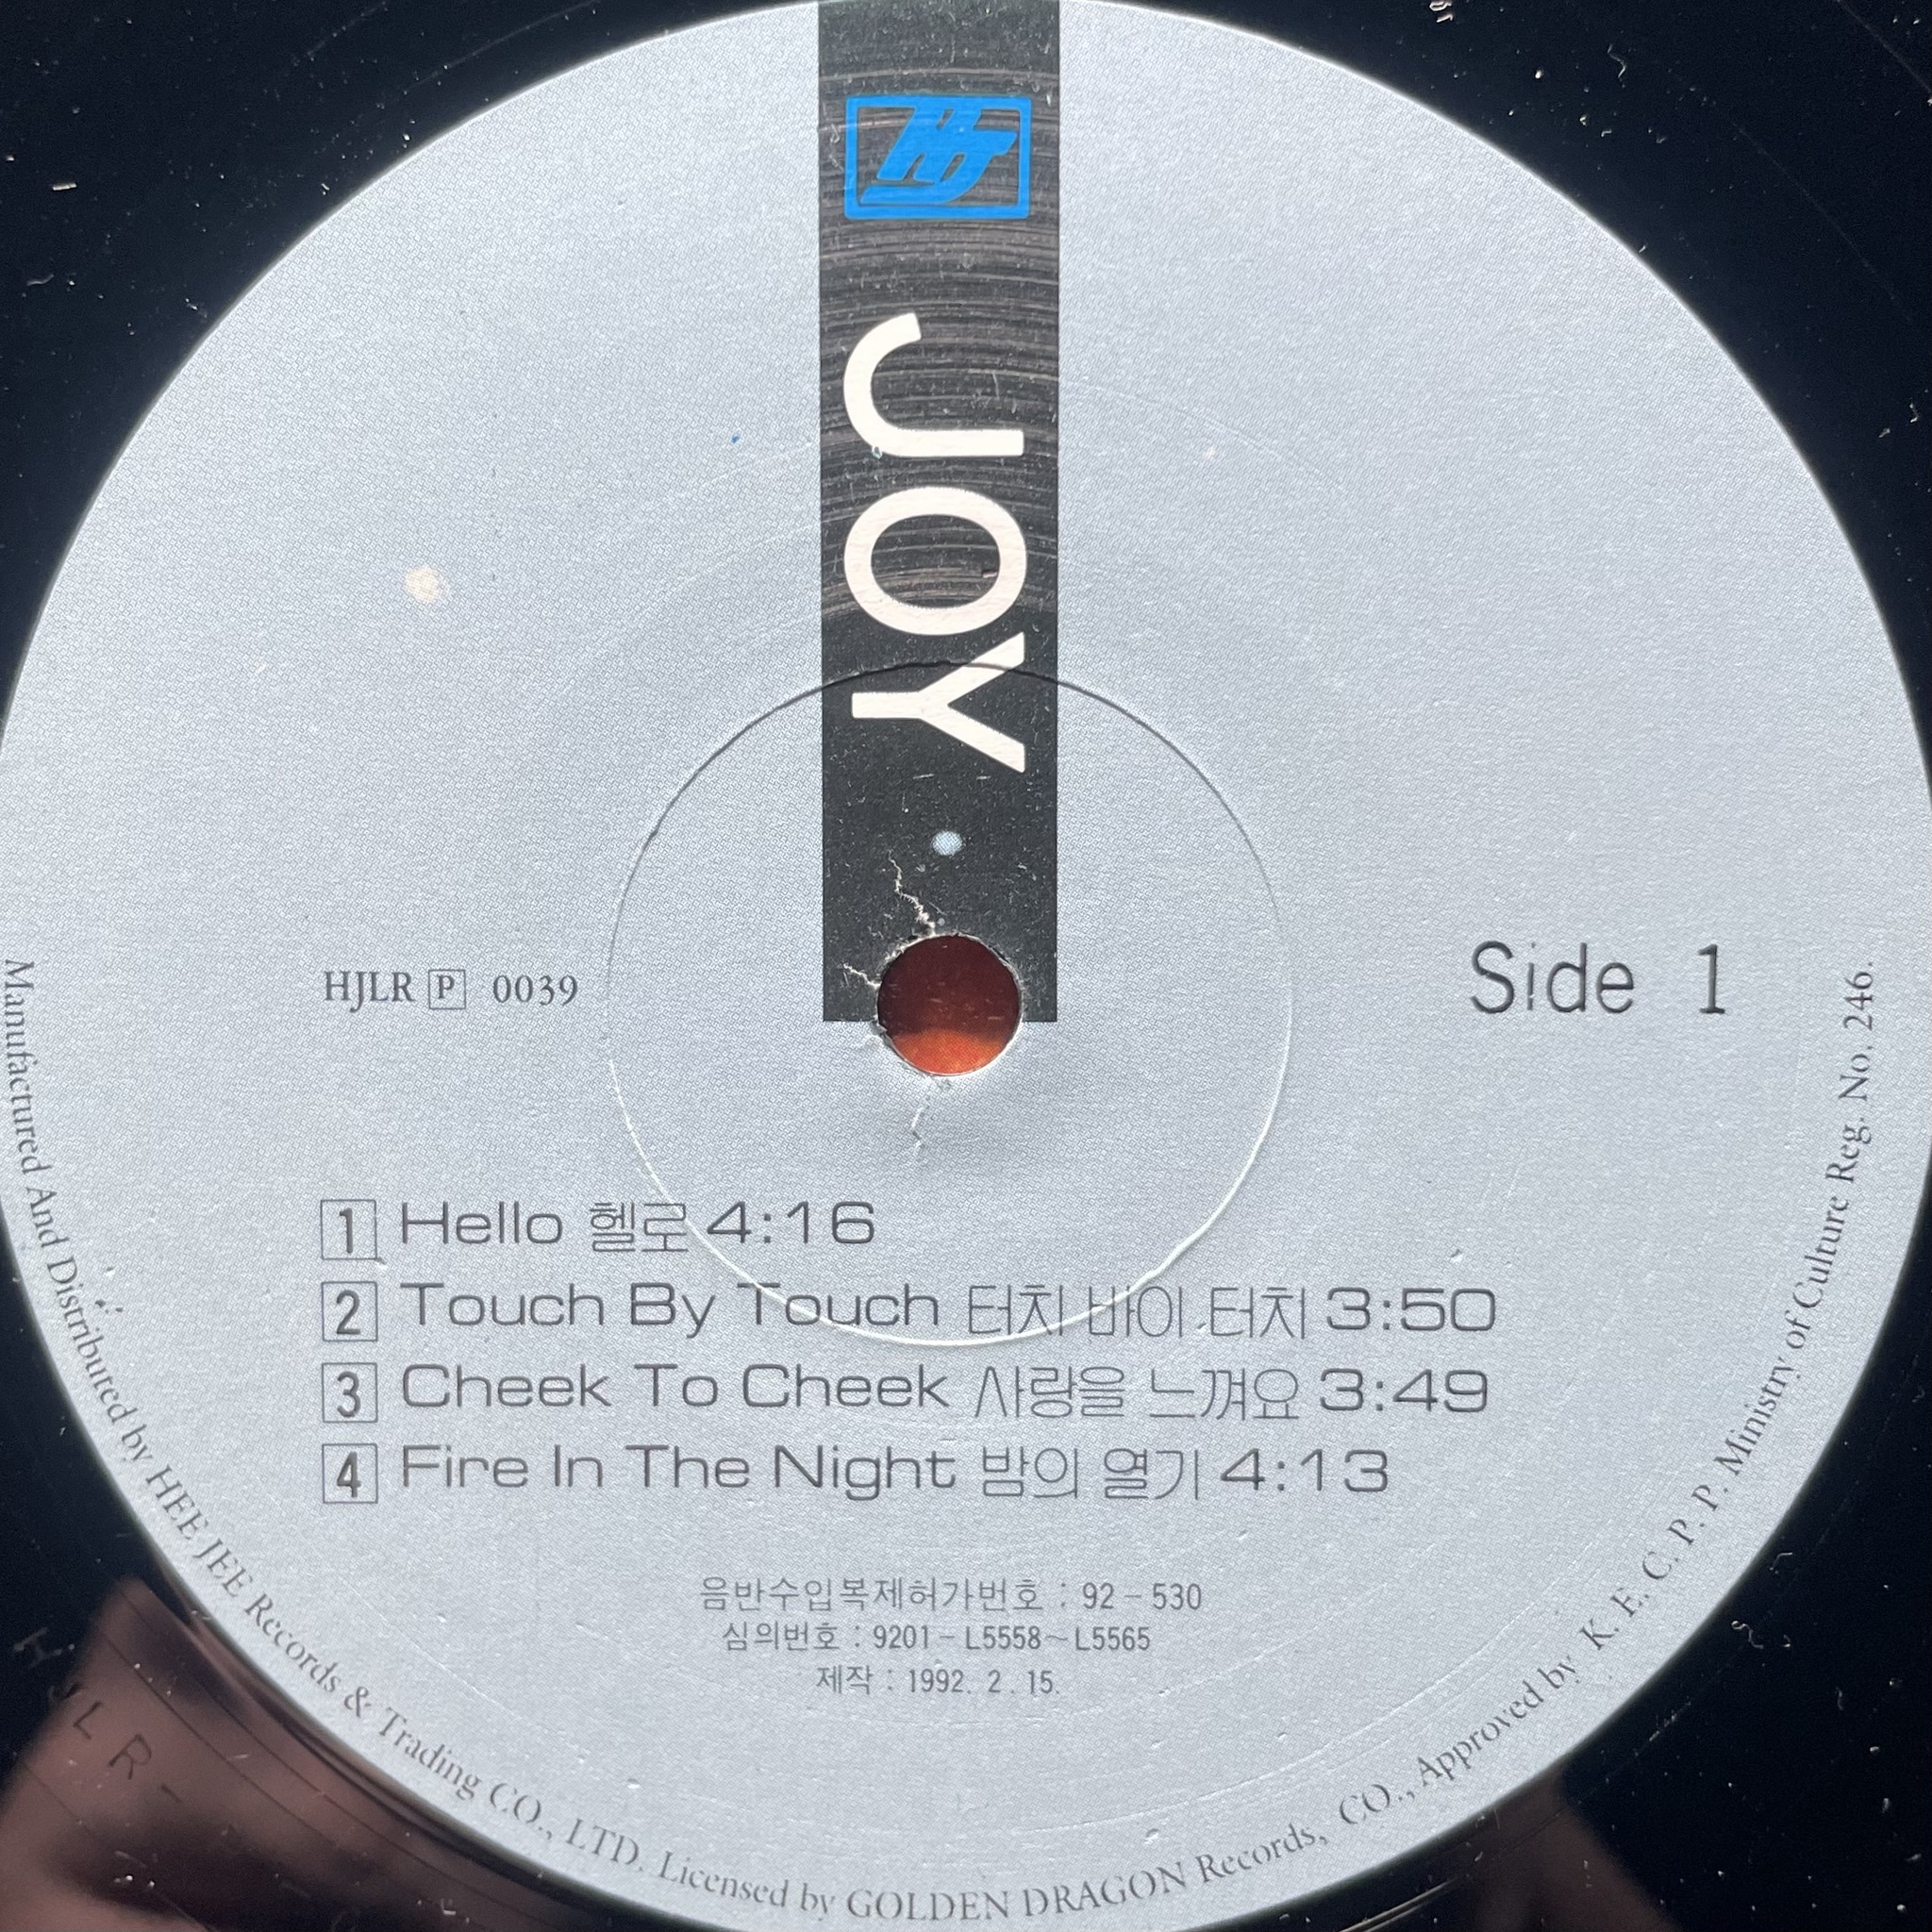 HJ
JOY
HJLR P 0039
Side 1
1 Hello 헬로 4:16
2 Touch By Touch 터치 바이 터치 3:50
3 Cheek To Cheek 사랑을 느껴요 3:49
4 Fire In The Night 밤의 열기 4:13
음반수입복제허가번호 : 92-530
심의번호 : 9201-L5558~L5565
제작 : 1992. 2. 15.
Manufactured And Distributed by HEE JEE Records & Trading CO., LTD. Licensed by GOLDEN DRAGON Records, CO., Approved by K. E. C. P. P. Ministry of Culture Reg. No. 246.
LR-